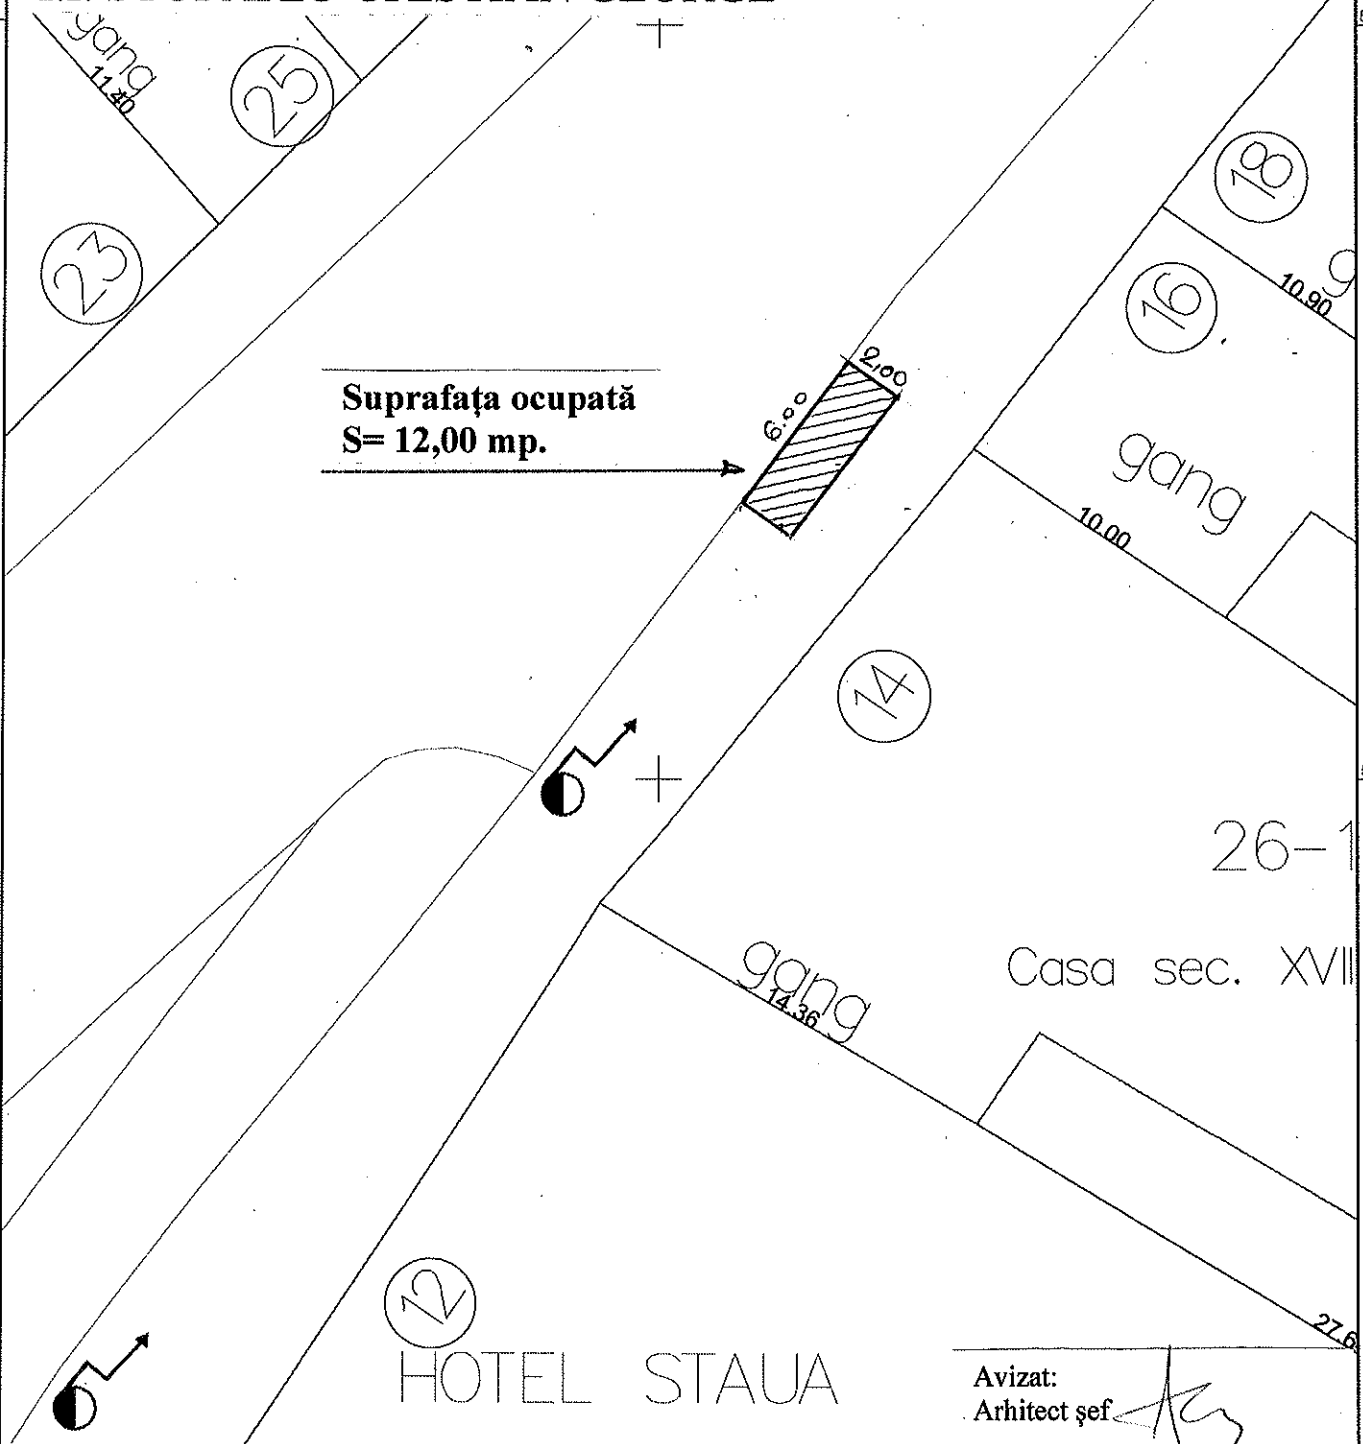 gang
11.40
25
23
18
10.90
16
g
2,00
6.00
Suprafața ocupată
S= 12,00 mp.
gang
10.00
14
26-1
Casa sec. XVII
gang
14.36
27.6
12
HOTEL STAUA
Avizat:
Arhitect șef